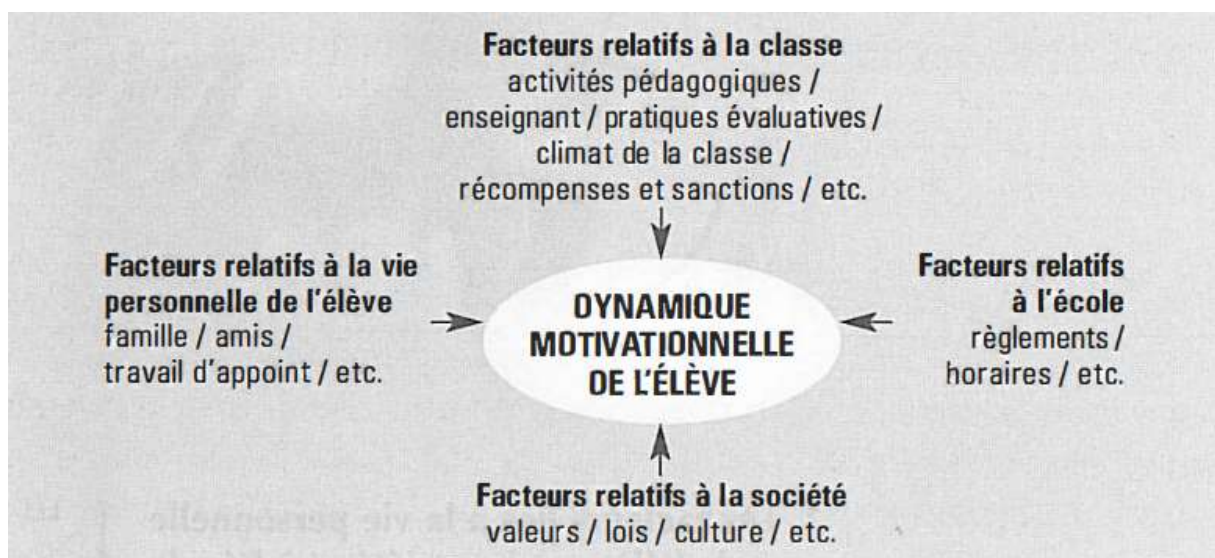 Facteurs relatifs à la classe
activités pédagogiques /
enseignant / pratiques évaluatives /
climat de la classe /
récompenses et sanctions / etc.
Facteurs relatifs à la vie
personnelle de l'élève
famille / amis /
travail d'appoint / etc.
DYNAMIQUE
MOTIVATIONNELLE
DE L'ÉLÈVE
Facteurs relatifs
à l'école
règlements /
horaires / etc.
Facteurs relatifs à la société
valeurs / lois / culture / etc.